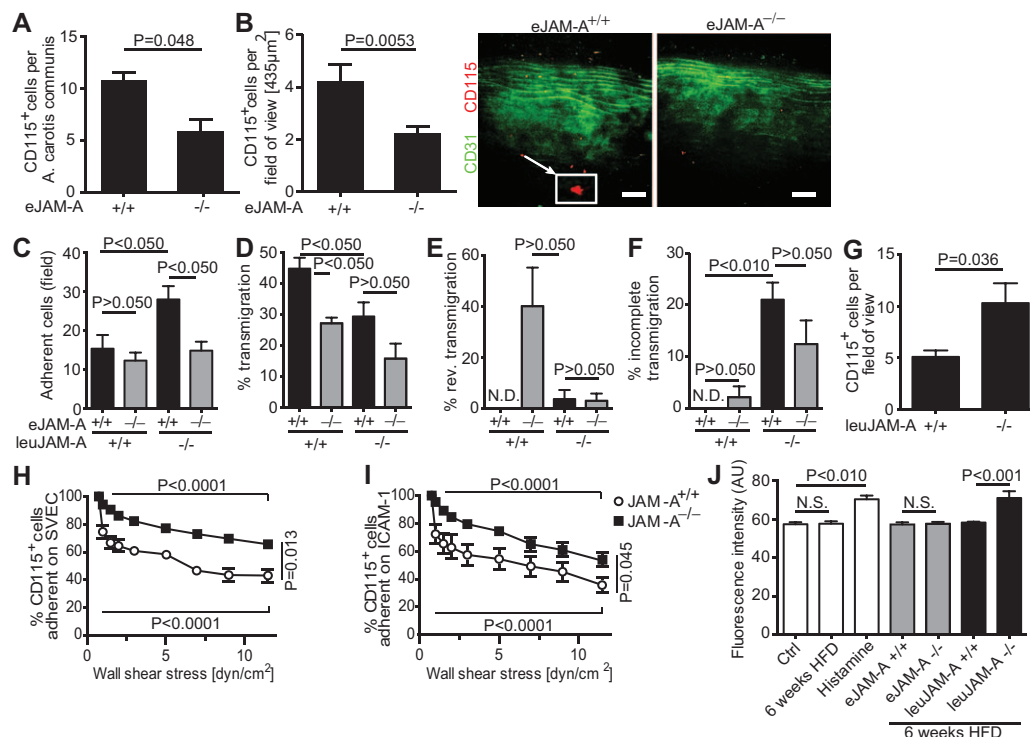 A
CD115+cells per
A. carotis communis
15
10
5
0
P=0.048
eJAM-A +/+ -/-
B
CD115+cells per
field of view [435µm2]
6
4
2
0
P=0.0053
eJAM-A +/+ -/-
eJAM-A+/+
eJAM-A−/−
CD31 CD115
C
Adherent cells (field)
40
30
20
10
0
P<0.050
P<0.050
P>0.050
eJAM-A +/+ −/− +/+ −/−
leuJAM-A +/+ -/-
D
% transmigration
50
40
30
20
10
0
P<0.050
P<0.050
P>0.050
+/+ −/− +/+ −/−
+/+ -/-
E
% rev. transmigration
60
40
20
0
P>0.050
P>0.050
N.D.
+/+ −/− +/+ −/−
+/+ -/-
F
% incomplete
transmigration
30
20
10
0
P>0.050
P<0.010
P>0.050
N.D.
+/+ −/− +/+ −/−
+/+ -/-
G
CD115+ cells per
field of view
15
10
5
0
P=0.036
leuJAM-A +/+ -/-
H
% CD115+cells
adherent on SVEC
100
80
60
40
20
0
P<0.0001
P=0.013
P<0.0001
0 5 10
Wall shear stress [dyn/cm2]
I
% CD115+ cells
adherent on ICAM-1
100
80
60
40
20
0
P<0.0001
P=0.045
P<0.0001
0 5 10
Wall shear stress [dyn/cm2]
JAM -A+/+
JAM -A−/−
J
Fluorescence intensity (AU)
80
60
40
20
0
P<0.010
N.S.
N.S.
P<0.001
Ctrl
6 weeks HFD
Histamine
eJAM-A +/+
eJAM-A -/-
leuJAM-A +/+
leuJAM-A -/-
6 weeks HFD